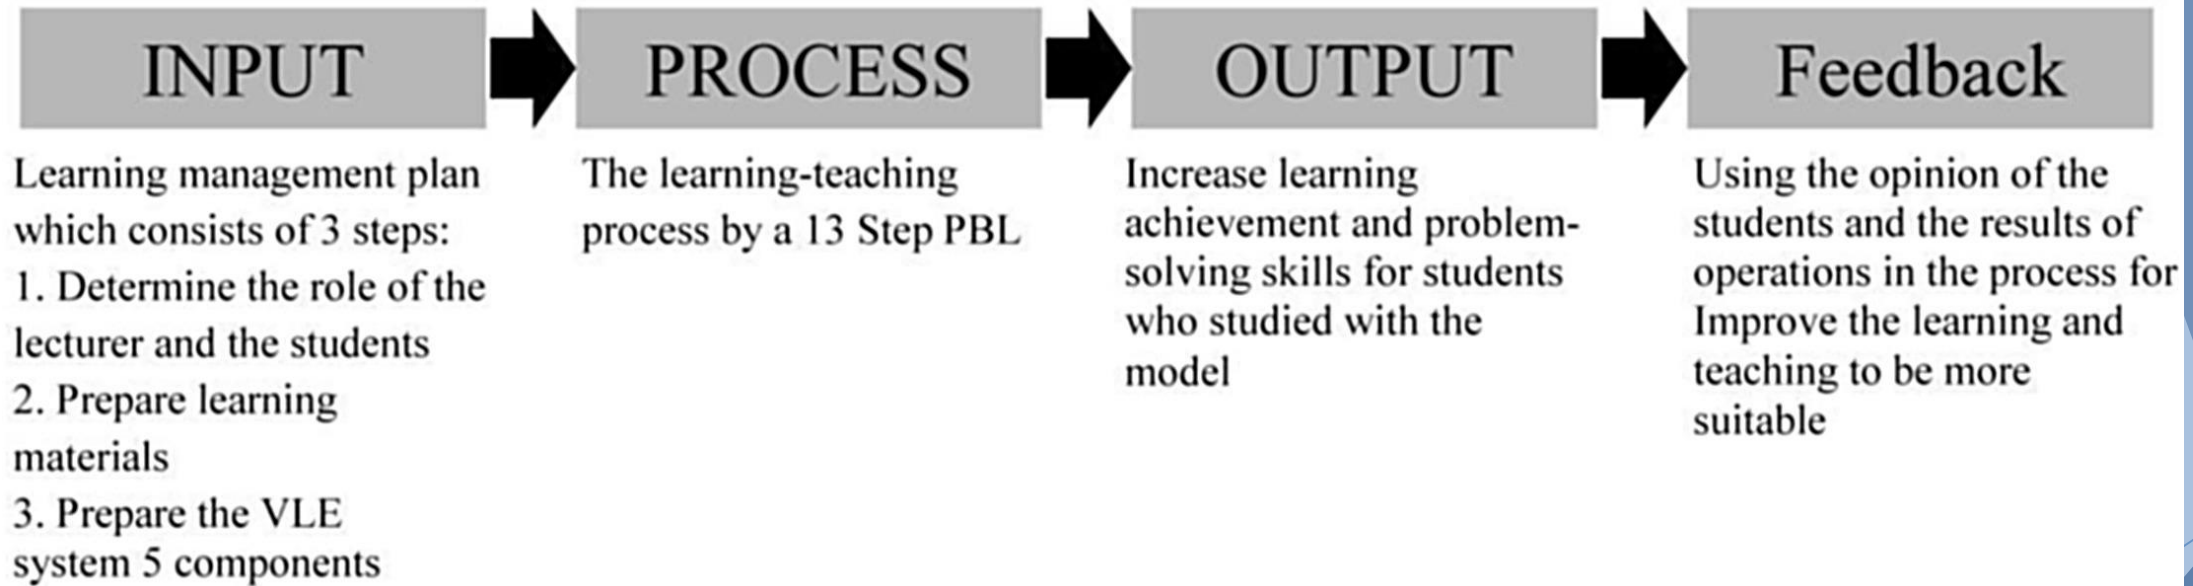 INPUT
Learning management plan
which consists of 3 steps:
1. Determine the role of the
lecturer and the students
2. Prepare learning
materials
3. Prepare the VLE
system 5 components
PROCESS
The learning-teaching
process by a 13 Step PBL
OUTPUT
Increase learning
achievement and problem-
solving skills for students
who studied with the
model
Feedback
Using the opinion of the
students and the results of
operations in the process for
Improve the learning and
teaching to be more
suitable